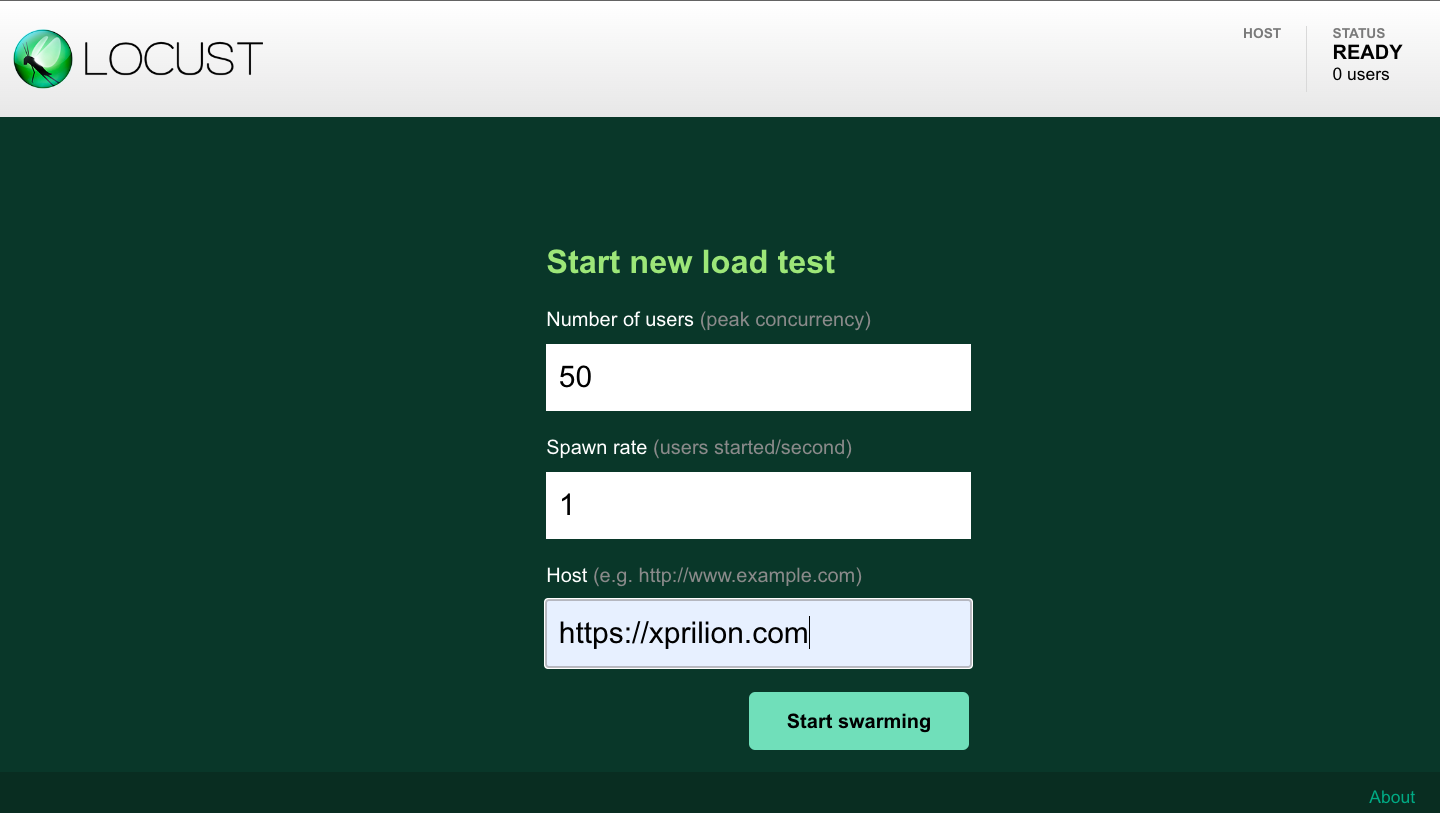 LOCUST
HOST
STATUS
READY
0 users
Start new load test
Number of users (peak concurrency)
50
Spawn rate (users started/second)
1
Host (e.g. http://www.example.com)
https://xprilion.com
Start swarming
About